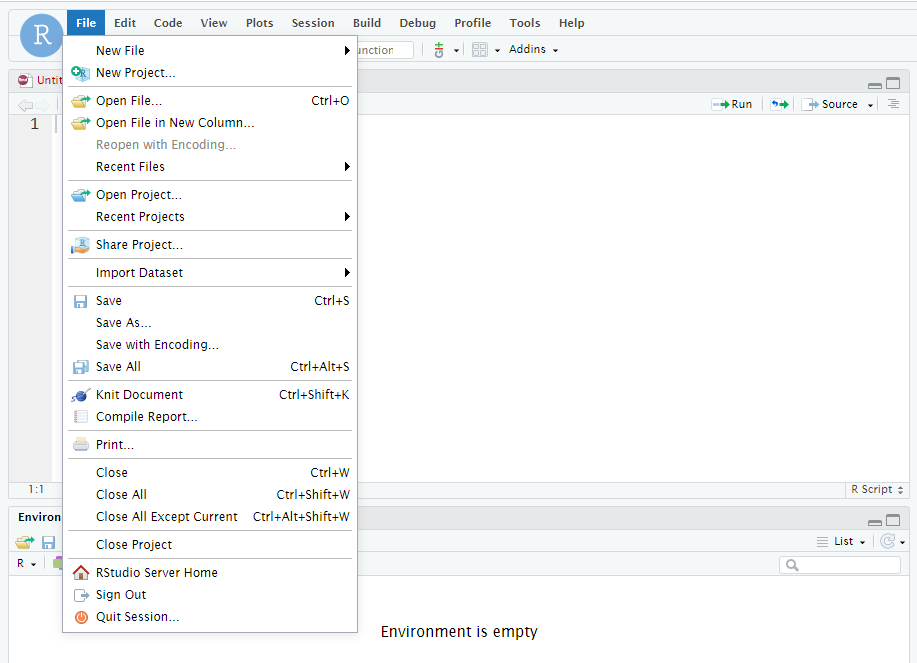 R
File Edit Code View Plots Session Build Debug Profile Tools Help
New File
unction
Addins
New Project...
Untit
Open File... Ctrl+O
Run
Source
Open File in New Column...
1
Reopen with Encoding...
Recent Files
Open Project...
Recent Projects
Share Project...
Import Dataset
Save Ctrl+S
Save As...
Save with Encoding...
Save All Ctrl+Alt+S
Knit Document Ctrl+Shift+K
Compile Report...
Print...
Close Ctrl+W
1:1
R Script
Close All Ctrl+Shift+W
Close All Except Current Ctrl+Alt+Shift+W
Environ
Close Project
List
R
RStudio Server Home
Sign Out
Quit Session...
Environment is empty